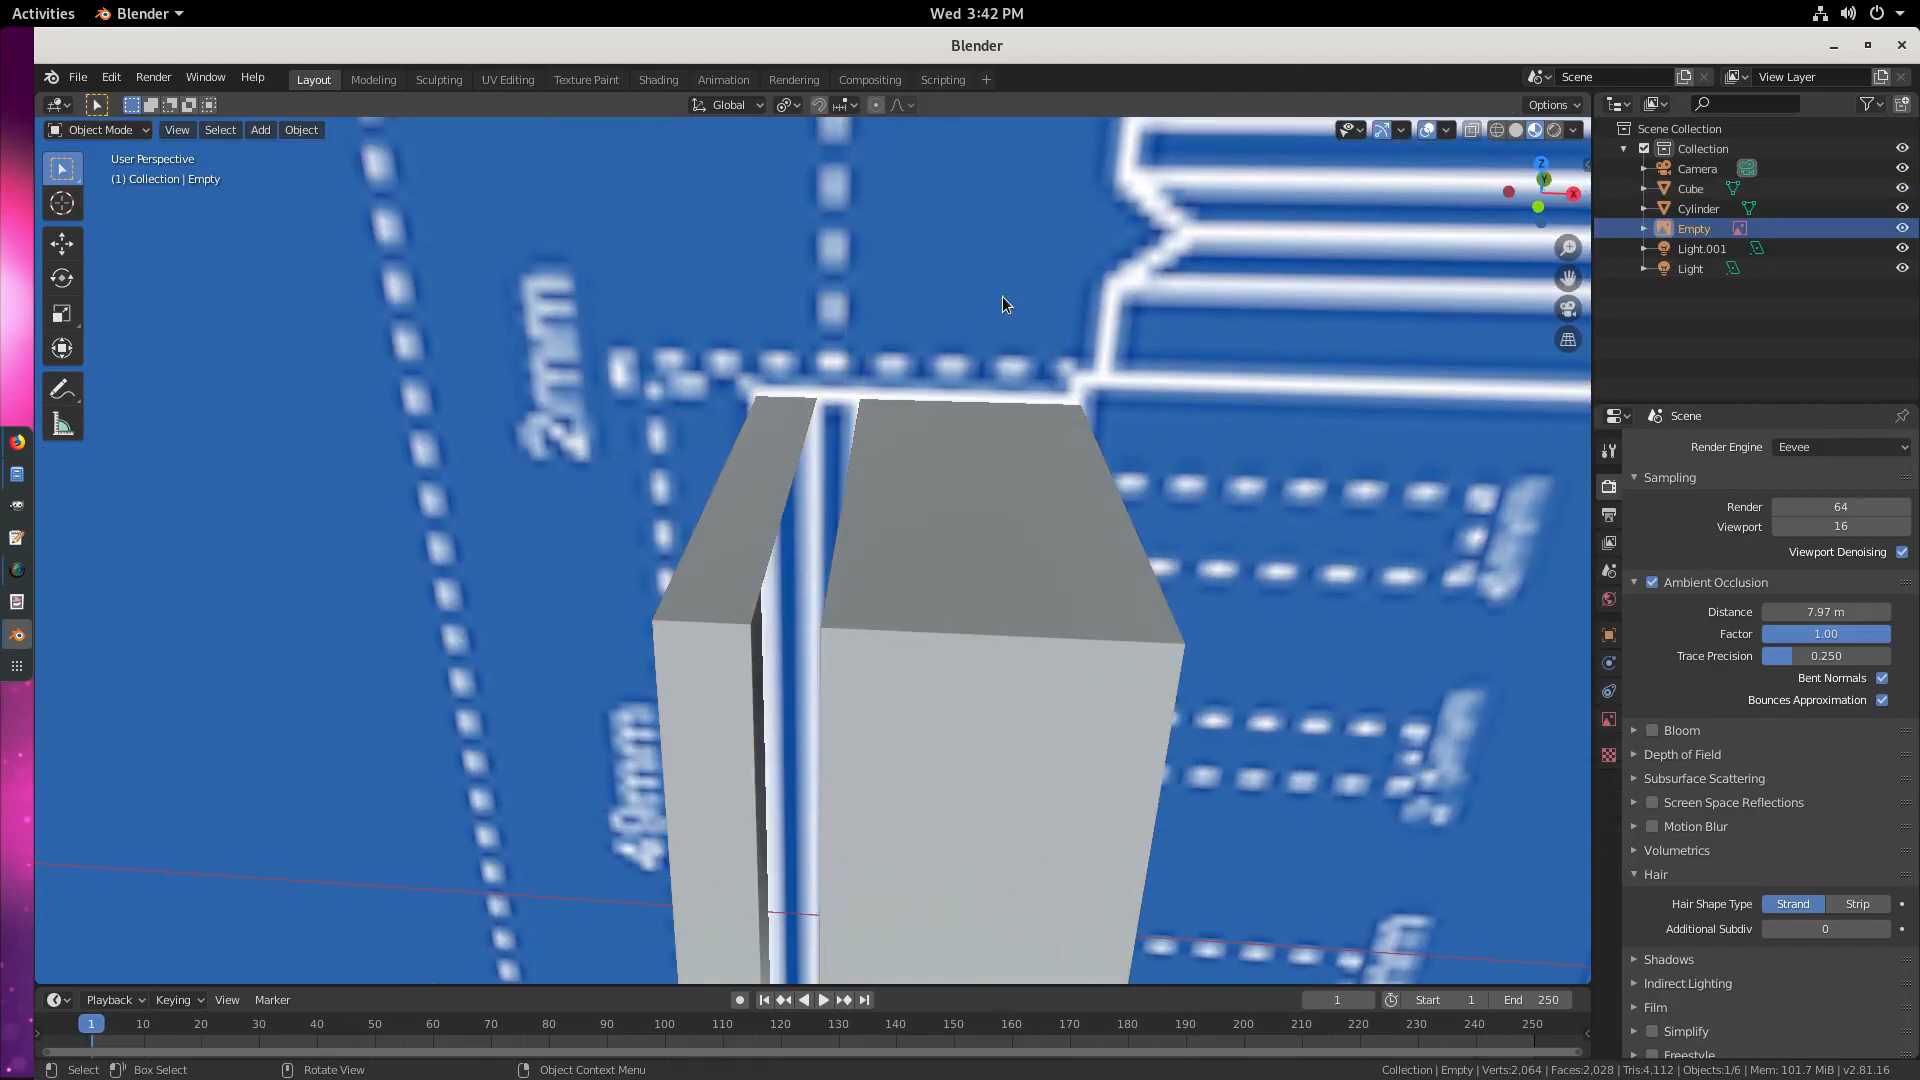 Activities Blender Wed 3:42 PM
Blender
File Edit Render Window Help Layout Modeling Sculpting UV Editing Texture Paint Shading Animation Rendering Compositing Scripting + Scene View Layer
Global Options
Object Mode View Select Add Object
User Perspective
(1) Collection | Empty
Z
Y
X
2mm
49mm
Scene Collection
Collection
Camera
Cube
Cylinder
Empty
Light.001
Light
Scene
Render Engine Eevee
Sampling
Render 64
Viewport 16
Viewport Denoising
Ambient Occlusion
Distance 7.97 m
Factor 1.00
Trace Precision 0.250
Bent Normals
Bounces Approximation
Bloom
Depth of Field
Subsurface Scattering
Screen Space Reflections
Motion Blur
Volumetrics
Hair
Hair Shape Type Strand Strip
Additional Subdiv 0
Shadows
Indirect Lighting
Film
Simplify
Freestyle
Playback Keying View Marker 1 Start 1 End 250
1 10 20 30 40 50 60 70 80 90 100 110 120 130 140 150 160 170 180 190 200 210 220 230 240 250
Select Box Select Rotate View Object Context Menu Collection | Empty | Verts:2,064 | Faces:2,028 | Tris:4,112 | Objects:1/6 | Mem: 101.7 MiB | v2.81.16